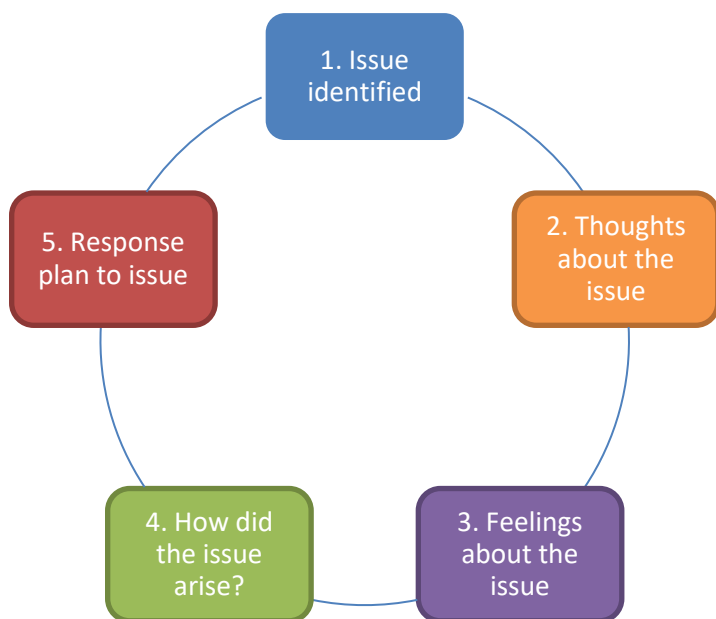 1. Issue
identified
2. Thoughts
about the
issue
3. Feelings
about the
issue
4. How did
the issue
arise?
5. Response
plan to issue